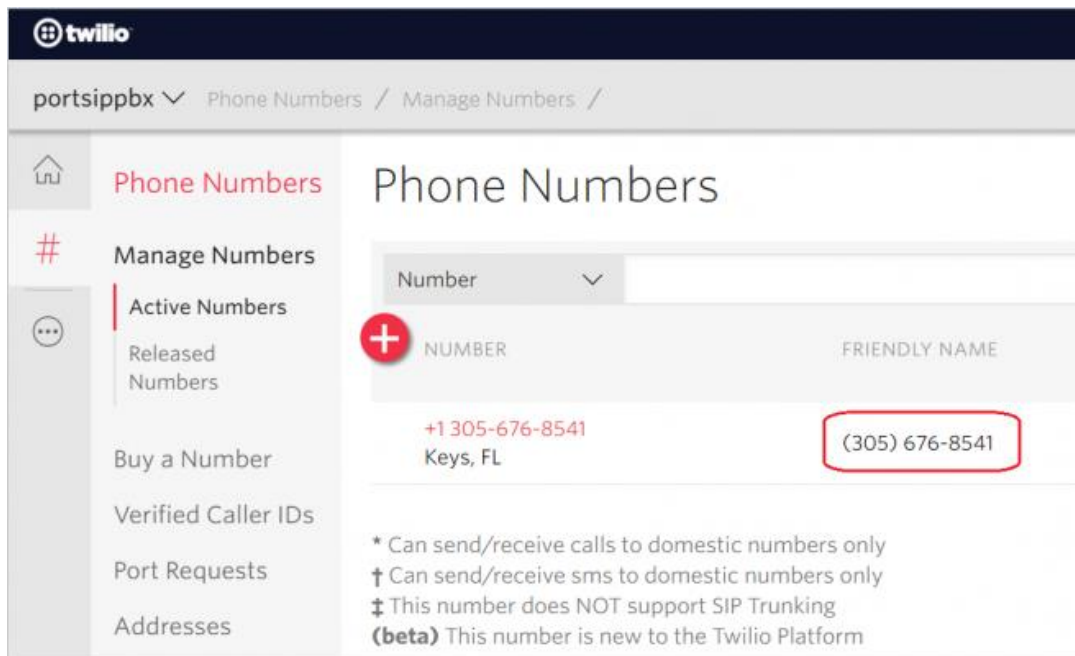 twilio
portsippbx Phone Numbers / Manage Numbers /
Phone Numbers
Manage Numbers
Active Numbers
Released
Numbers
Buy a Number
Verified Caller IDs
Port Requests
Addresses
Phone Numbers
Number
NUMBER FRIENDLY NAME
+1 305-676-8541 (305) 676-8541
Keys, FL
* Can send/receive calls to domestic numbers only
† Can send/receive sms to domestic numbers only
‡ This number does NOT support SIP Trunking
(beta) This number is new to the Twilio Platform